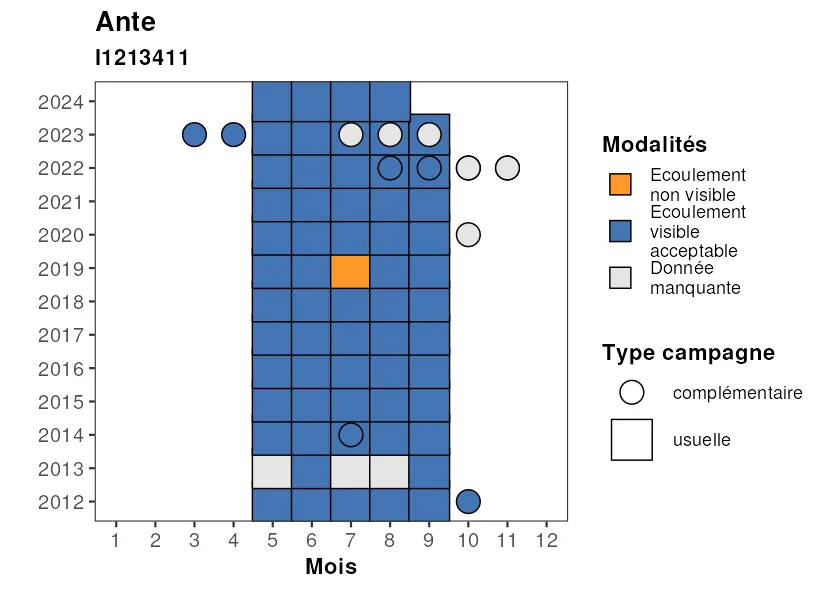 Ante
I1213411
2024
2023
2022
2021
2020
2019
2018
2017
2016
2015
2014
2013
2012
1 2 3 4 5 6 7 8 9 10 11 12
Mois
Modalités
Ecoulement
non visible
Ecoulement
visible
acceptable
Donnée
manquante
Type campagne
complémentaire
usuelle